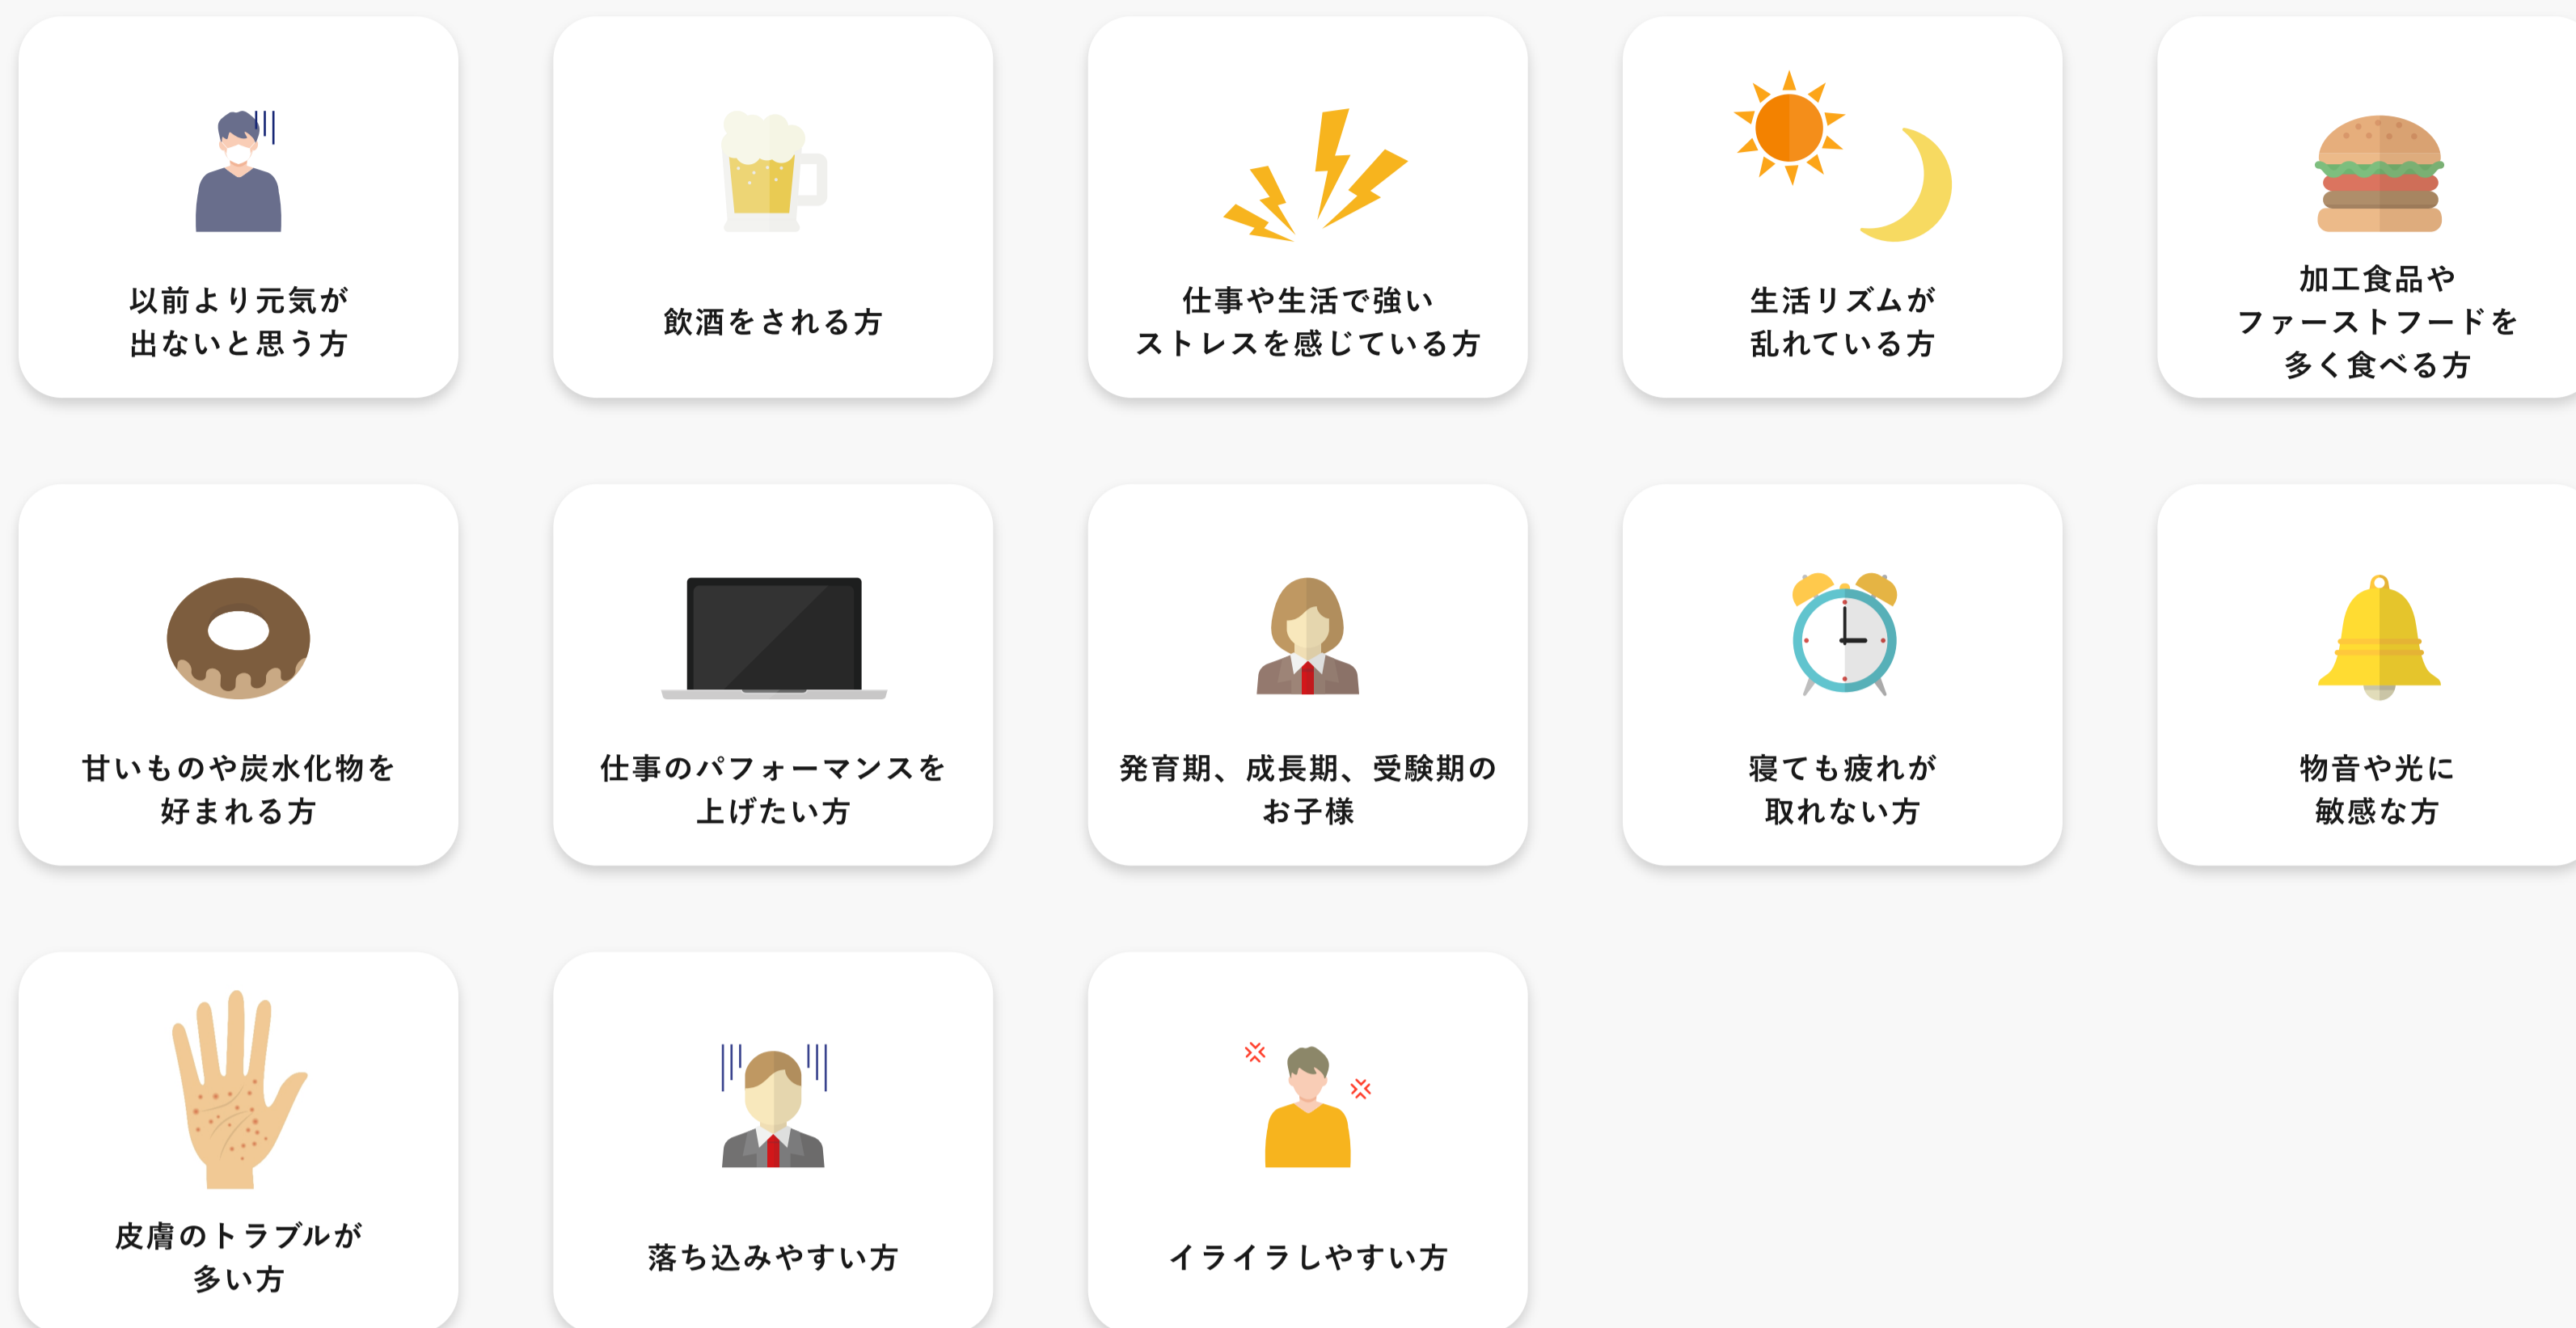 以前より元気が
出ないと思う方
飲酒をされる方
仕事や生活で強い
ストレスを感じている方
生活リズムが
乱れている方
加工食品や
ファーストフードを
多く食べる方
甘いものや炭水化物を
好まれる方
仕事のパフォーマンスを
上げたい方
発育期、成長期、受験期の
お子様
寝ても疲れが
取れない方
物音や光に
敏感な方
皮膚のトラブルが
多い方
落ち込みやすい方
イライラしやすい方